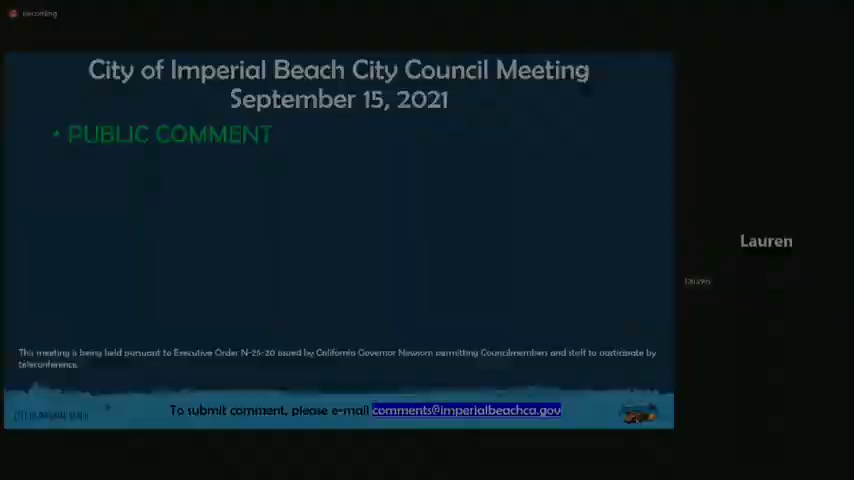 Recording
City of Imperial Beach City Council Meeting
September 15, 2021
• PUBLIC COMMENT
Lauren
Lauren
This meeting is being held pursuant to Executive Order N-25-20 issued by California Governor Newsom permitting Councilmembers and staff to participate by
teleconference.
To submit comment, please e-mail comments@imperialbeachca.gov